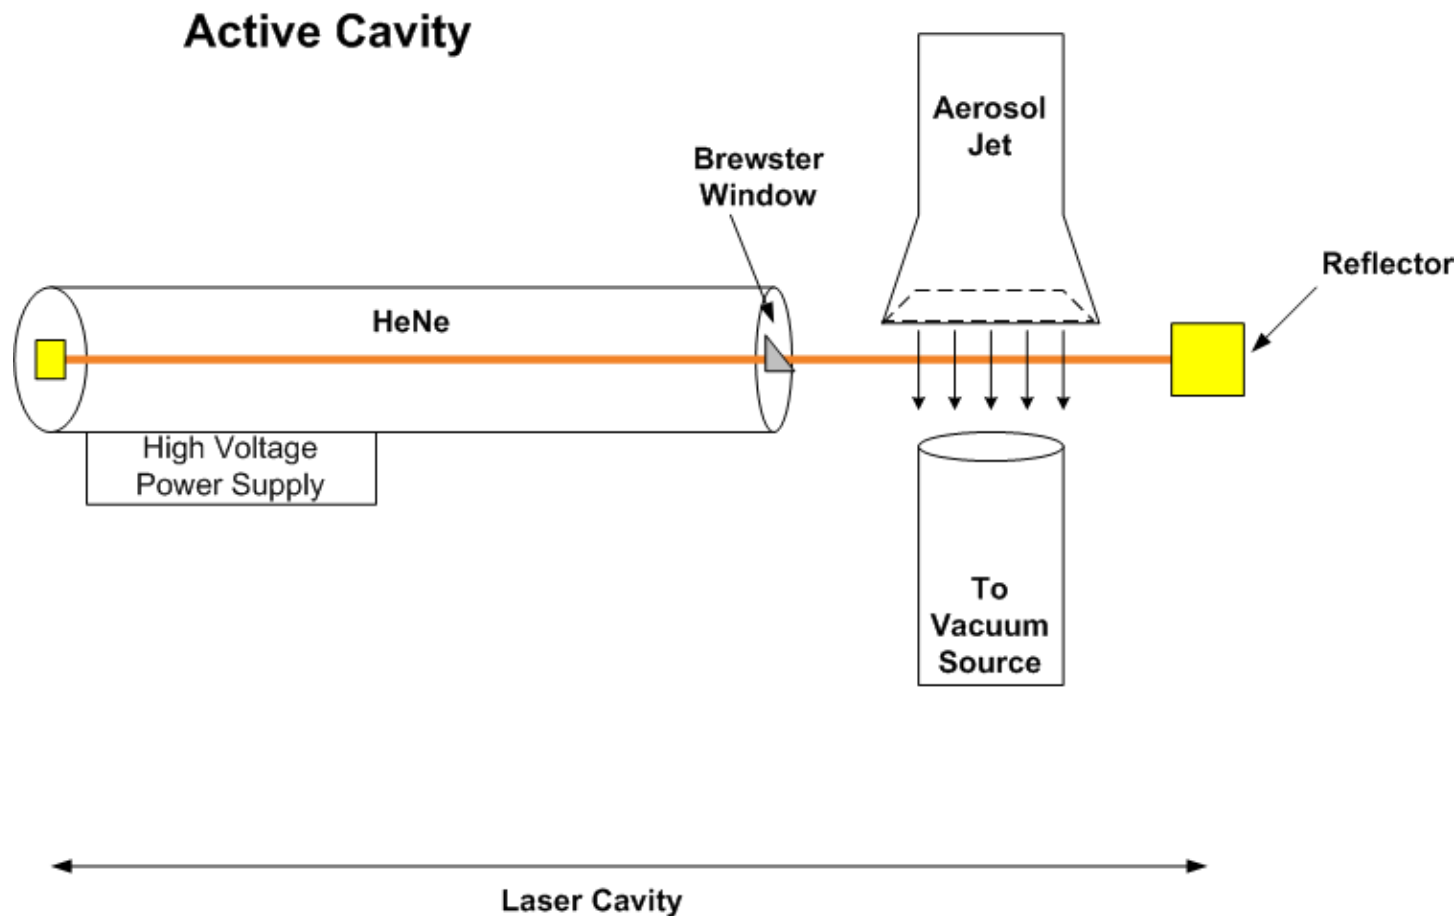 Active Cavity
Aerosol
Jet
Brewster
Window
Reflector
HeNe
High Voltage
Power Supply
To
Vacuum
Source
Laser Cavity